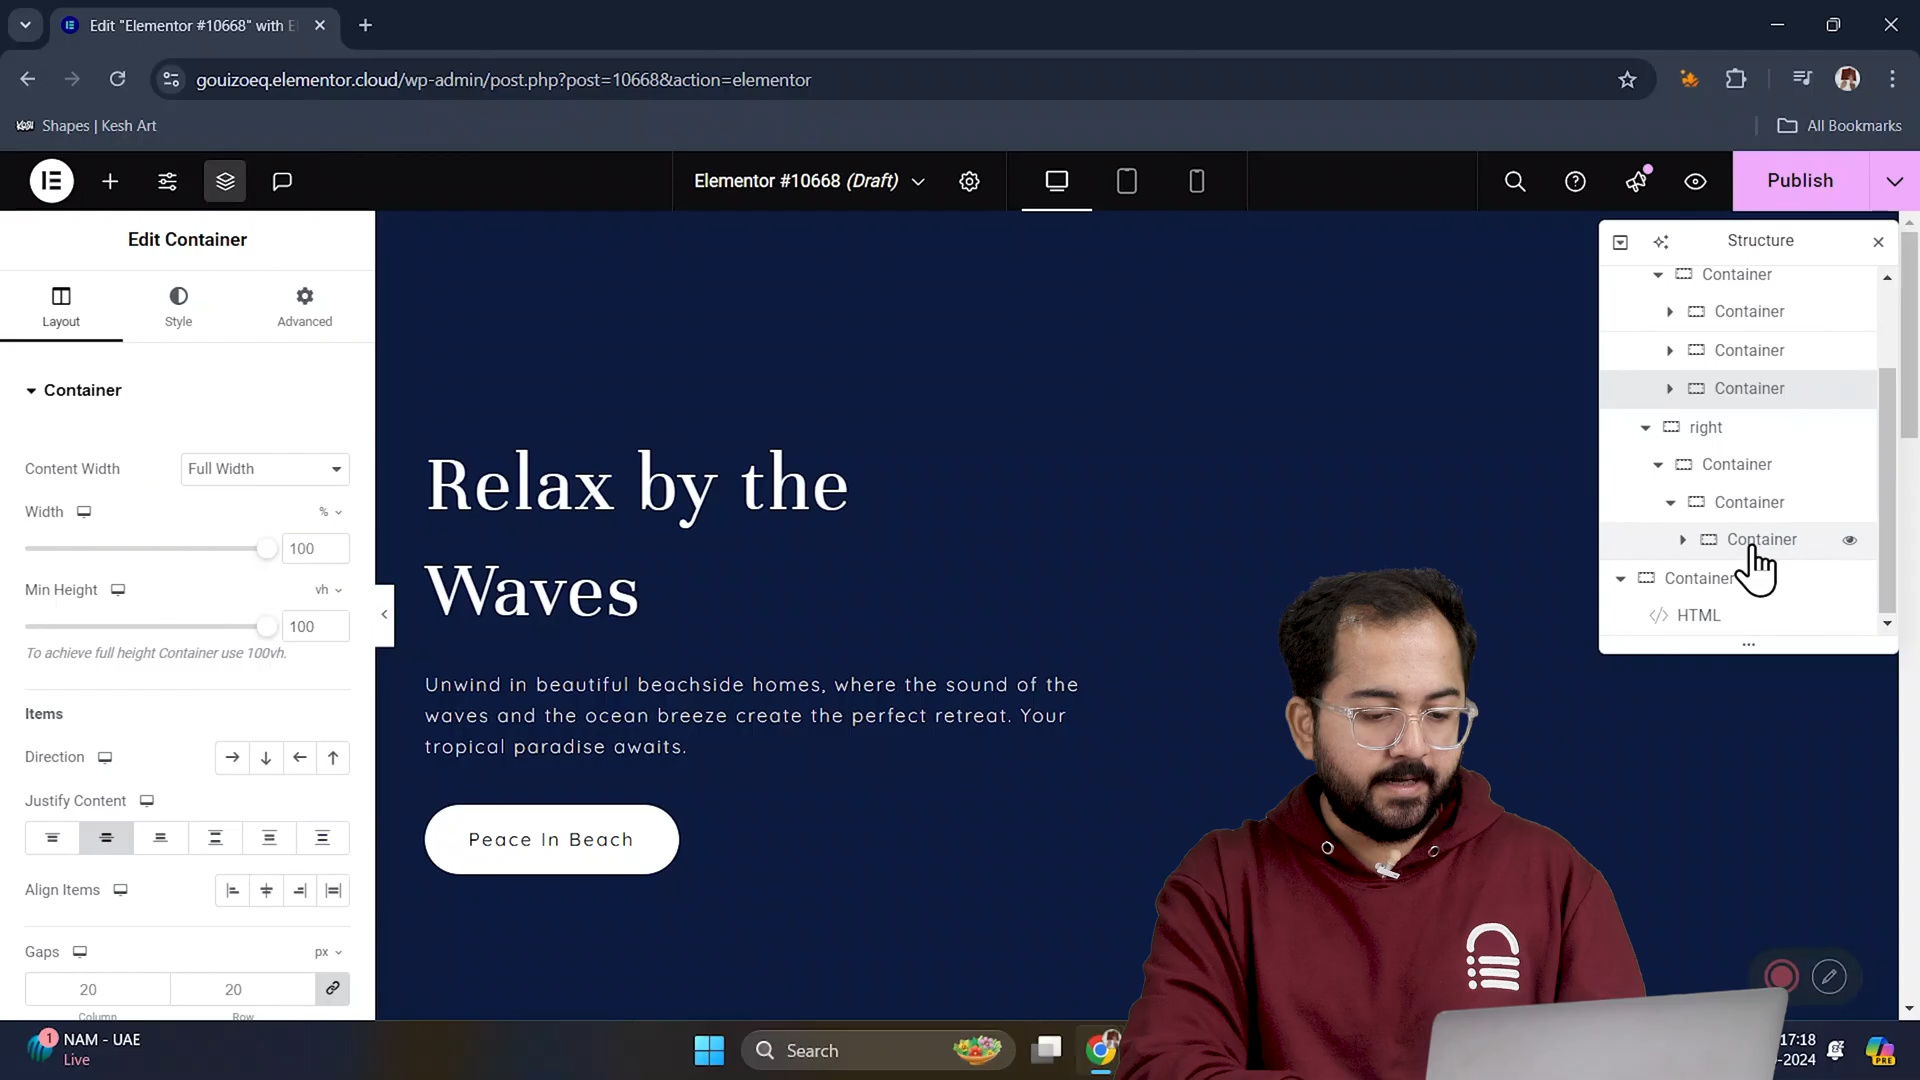 Edit "Elementor #10668" with E
gouizoeq.elementor.cloud/wp-admin/post.php?post=10668&action=elementor
Shapes | Kesh Art
All Bookmarks
Elementor #10668 (Draft)
Publish
Edit Container
Layout
Style
Advanced
Container
Content Width
Full Width
Width
%
100
Min Height
vh
100
To achieve full height Container use 100vh.
Items
Direction
Justify Content
Align Items
Gaps
px
20
20
Column
Row
Relax by the
Waves
Unwind in beautiful beachside homes, where the sound of the
waves and the ocean breeze create the perfect retreat. Your
tropical paradise awaits.
Peace In Beach
Structure
Container
Container
Container
Container
right
Container
Container
Container
Container
HTML
1
NAM - UAE
Live
Search
17:18
-2024
PRE